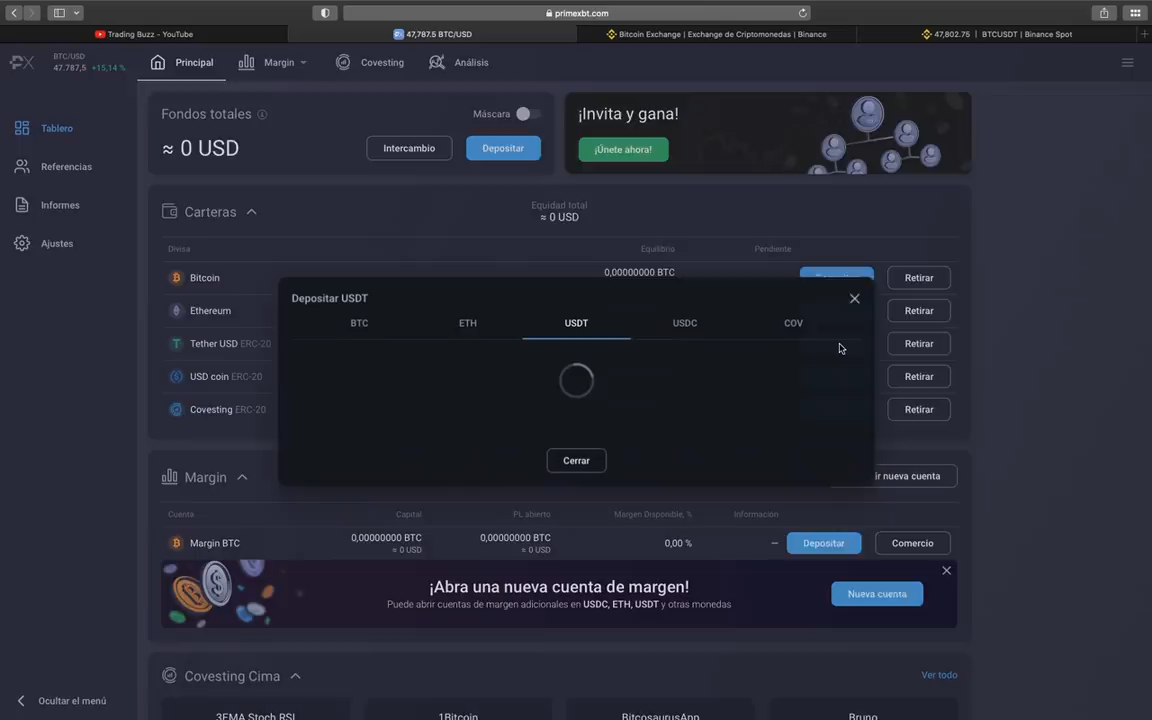 primexbt.com
Trading Buzz - YouTube
47,787.5 BTC/USD
Bitcoin Exchange | Exchange de Criptomonedas | Binance
47,802.75 | BTCUSDT | Binance Spot
PX
BTC/USD
47.787,5 +15,14 %
Principal
Margin
Covesting
Análisis
Tablero
Referencias
Informes
Ajustes
Fondos totales
Máscara
≈ 0 USD
Intercambio
Depositar
¡Invita y gana!
¡Únete ahora!
Carteras
Equidad total
≈ 0 USD
Divisa
Equilibrio
Pendiente
Bitcoin
0,00000000 BTC
Retirar
Ethereum
Retirar
Tether USD ERC-20
Retirar
USD coin ERC-20
Retirar
Covesting ERC-20
Retirar
Depositar USDT
BTC
ETH
USDT
USDC
COV
Cerrar
Margin
ir nueva cuenta
Cuenta
Capital
PL abierto
Margen Disponible, %
Información
Margin BTC
0,00000000 BTC
≈ 0 USD
0,00000000 BTC
≈ 0 USD
0,00 %
–
Depositar
Comercio
¡Abra una nueva cuenta de margen!
Puede abrir cuentas de margen adicionales en USDC, ETH, USDT y otras monedas
Nueva cuenta
Covesting Cima
Ver todo
3EMA Stoch RSI
1Bitcoin
BitcosaurusApp
Bruno
Ocultar el menú